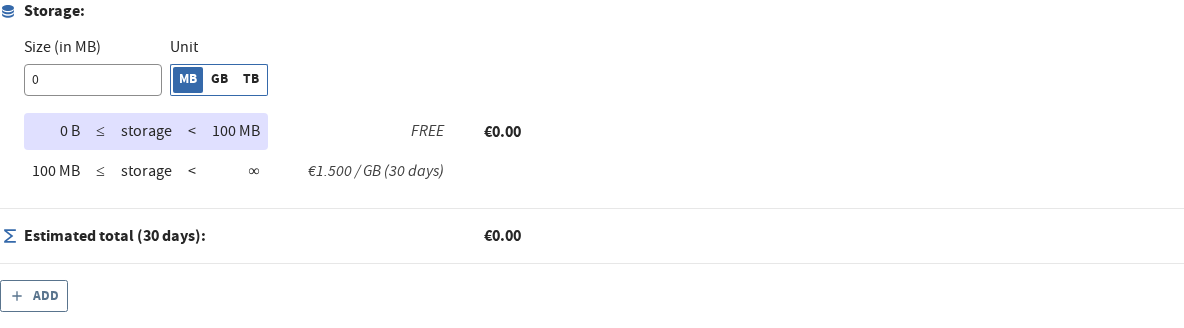 Storage:
Size (in MB) Unit
0 MB GB TB
0 B ≤ storage < 100 MB FREE €0.00
100 MB ≤ storage < ∞ €1.500 / GB (30 days)
Estimated total (30 days): €0.00
+ ADD